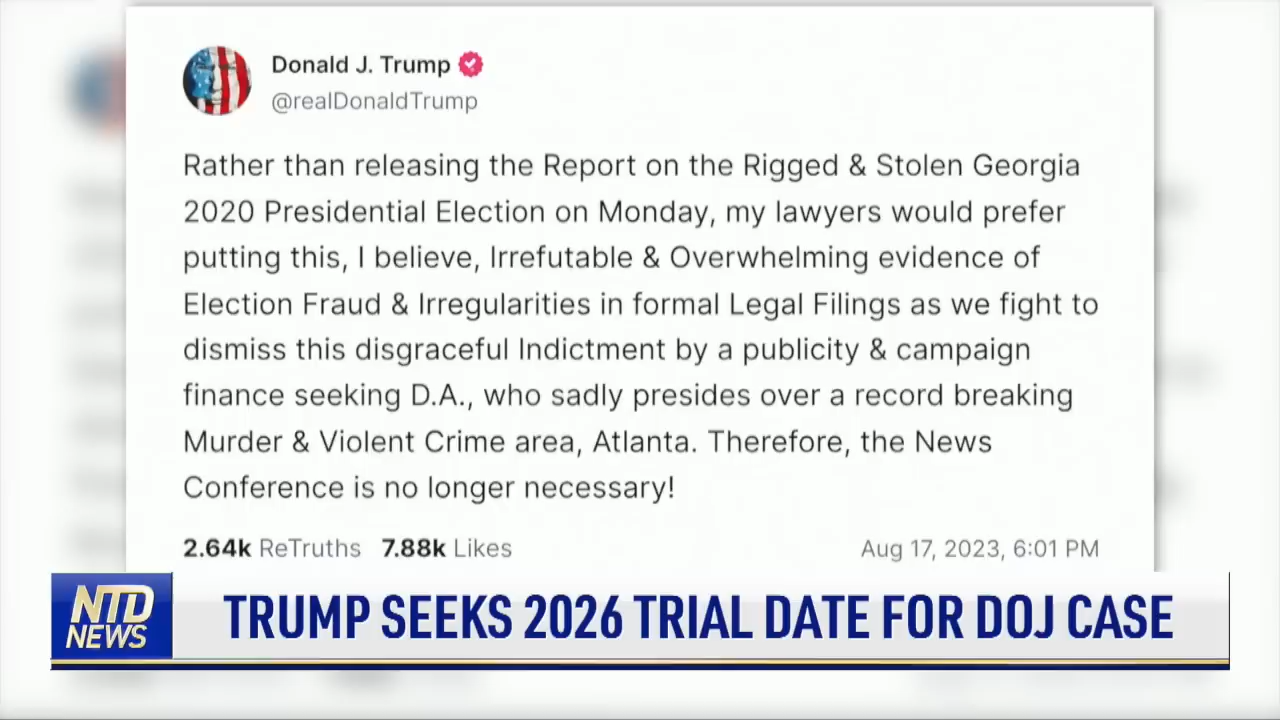 Donald J. Trump
@realDonaldTrump
Rather than releasing the Report on the Rigged & Stolen Georgia
2020 Presidential Election on Monday, my lawyers would prefer
putting this, I believe, Irrefutable & Overwhelming evidence of
Election Fraud & Irregularities in formal Legal Filings as we fight to
dismiss this disgraceful Indictment by a publicity & campaign
finance seeking D.A., who sadly presides over a record breaking
Murder & Violent Crime area, Atlanta. Therefore, the News
Conference is no longer necessary!
2.64k ReTruths 7.88k Likes Aug 17, 2023, 6:01 PM
NTD
NEWS
TRUMP SEEKS 2026 TRIAL DATE FOR DOJ CASE